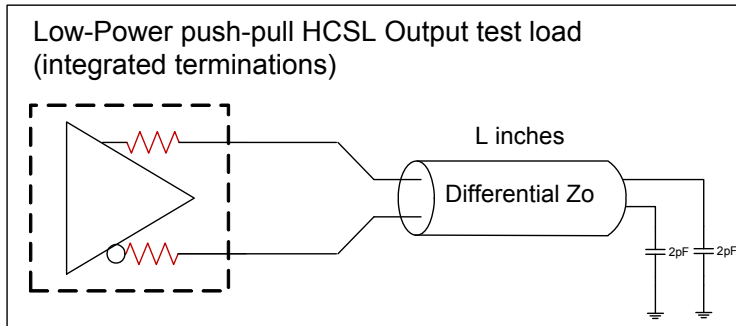 Low-Power push-pull HCSL Output test load
(integrated terminations)
L inches
Differential Zo
2pF 2pF